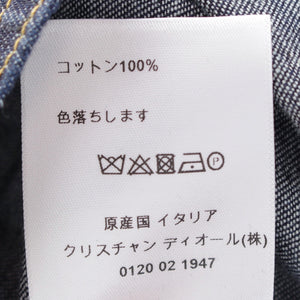 コットン100%
色落ちします
原産国 イタリア
クリスチャン ディオール(株)
0120 02 1947